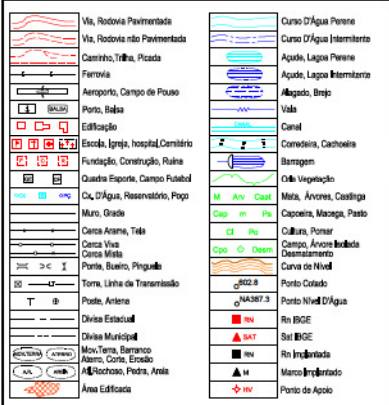 Via, Rodovia Pavimentada
Via, Rodovia não Pavimentada
Caminho, Trilha, Picada
Ferrovia
Aeroporto, Campo de Pouso
BALSA
Porto, Balsa
Edificação
Escola, Igreja, hospital, Cemitério
Fundação, Construção, Ruína
Quadra Esporte, Campo Futebol
Cx. D'Água, Reservatório, Poço
Muro, Grade
Cerca Arame, Tela
Cerca Viva
Cerca Mista
Ponte, Bueiro, Pinguela
Torre, Linha de Transmissão
T
Poste, Antena
Divisa Estadual
Divisa Municipal
MOV.TERRA
ATERRO
Mov.Terra, Barranco
Aterro, Corte, Erosão
A.R.
AREIA
Afl.Rochoso, Pedra, Areia
Área Edificada
Curso D'Água Perene
Curso D'Água Intermitente
Açude, Lagoa Perene
Açude, Lagoa Intermitente
Alagado, Brejo
Vala
CANAL
Canal
Corredeira, Cachoeira
Barragem
Orla Vegetação
M Arv Caat
Mata, Árvores, Caatinga
Cap m Ps
Capoeira, Macega, Pasto
Cl Po
Cultura, Pomar
Cpo Desm
Campo, Árvore Isolada
Desmatamento
Curva de Nível
602.8
Ponto Cotado
NA387.3
Ponto Nível D'Água
RN
Rn IBGE
SAT
Sat IBGE
RN
Rn Implantada
M
Marco Implantado
HV
Ponto de Apoio